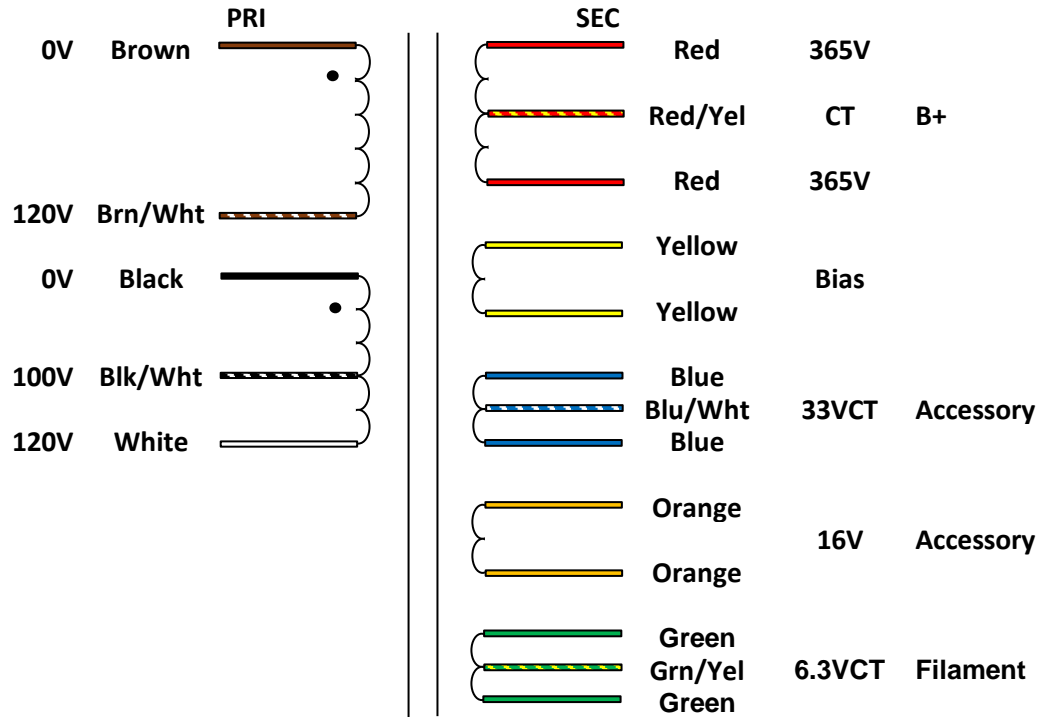 PRI SEC
0V Brown Red 365V
Red/Yel CT B+
Red 365V
120V Brn/Wht
Yellow
0V Black Bias
Yellow
100V Blk/Wht Blue
Blu/Wht 33VCT Accessory
120V White Blue
Orange
16V Accessory
Orange
Green
Grn/Yel 6.3VCT Filament
Green